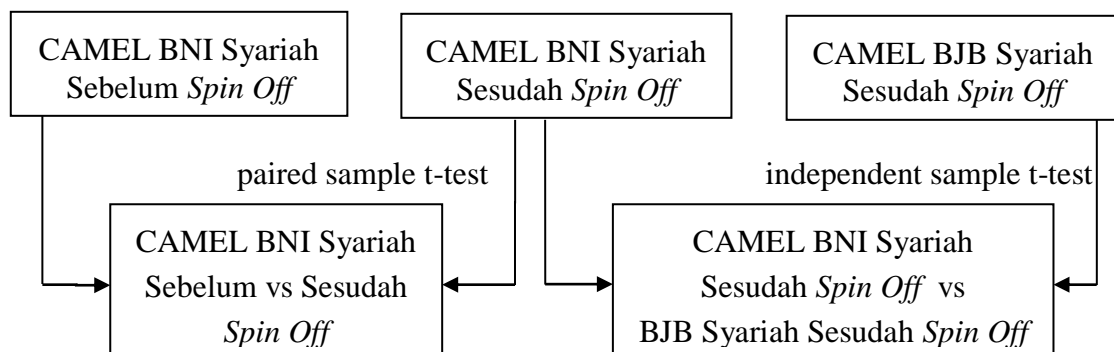 CAMEL BNI Syariah
Sebelum Spin Off
CAMEL BNI Syariah
Sesudah Spin Off
CAMEL BJB Syariah
Sesudah Spin Off
paired sample t-test
independent sample t-test
CAMEL BNI Syariah
Sebelum vs Sesudah
Spin Off
CAMEL BNI Syariah
Sesudah Spin Off vs
BJB Syariah Sesudah Spin Off